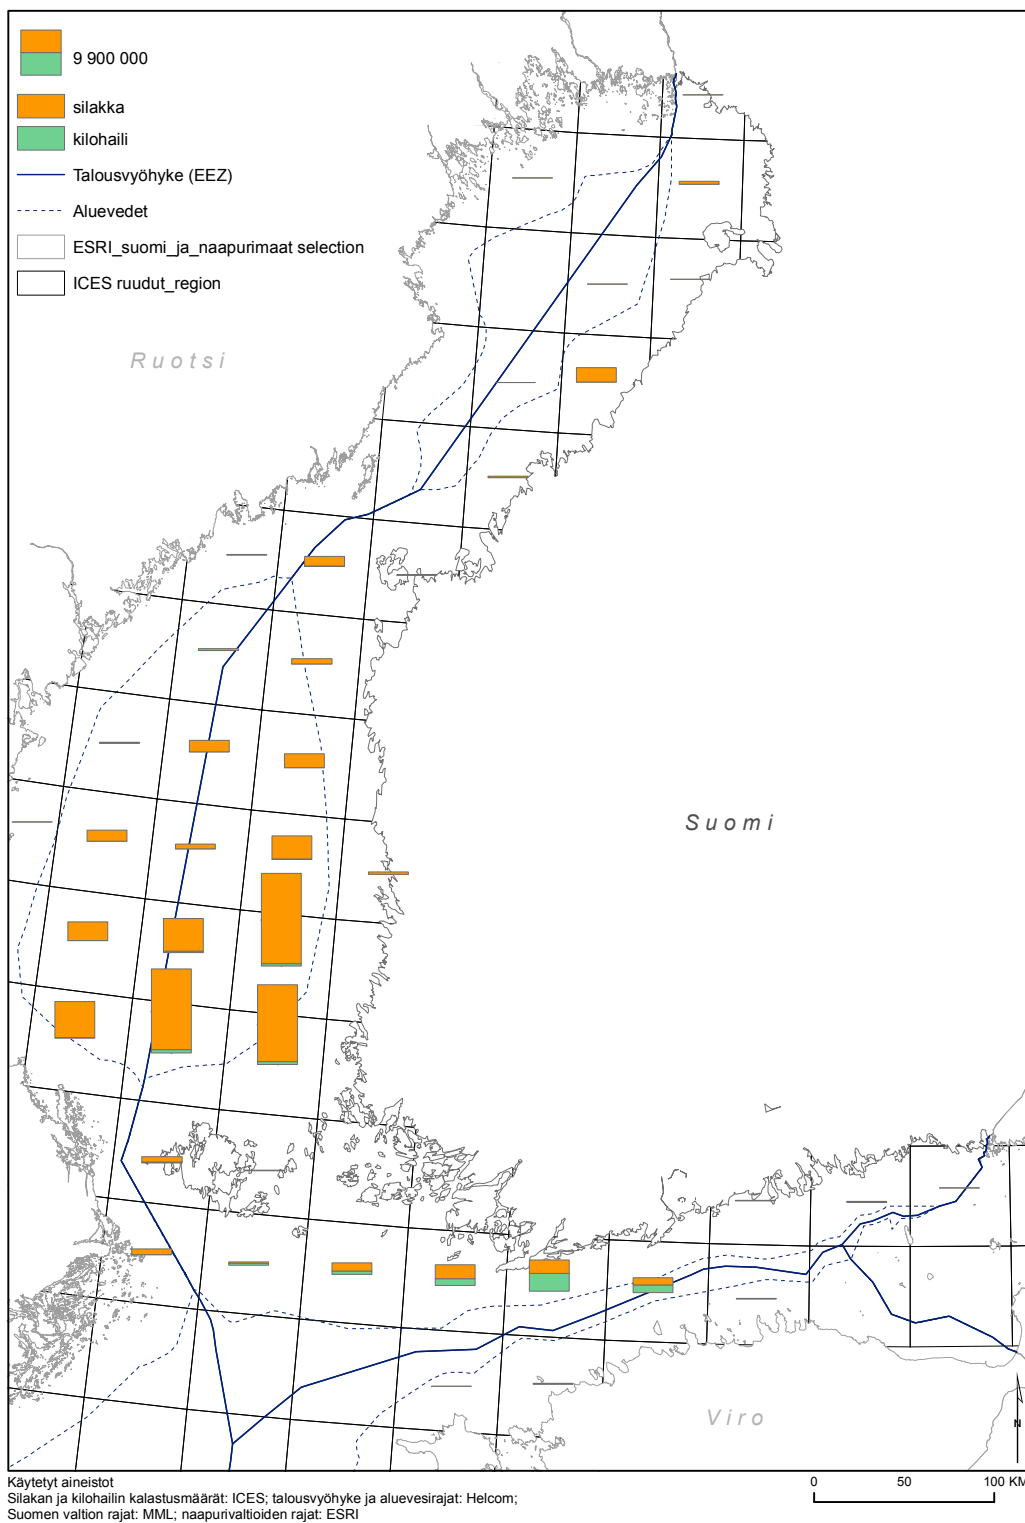 9 900 000
silakka
kilohaili
Talousvyöhyke (EEZ)
Aluevedet
ESRI_suomi_ja_naapurimaat selection
ICES ruudut_region
Ruotsi
Suomi
Viro
N
Käytetyt aineistot
Silakan ja kilohailin kalastusmäärät: ICES; talousvyöhyke ja aluevesirajat: Helcom;
Suomen valtion rajat: MML; naapurivaltioiden rajat: ESRI
0 50 100 KM